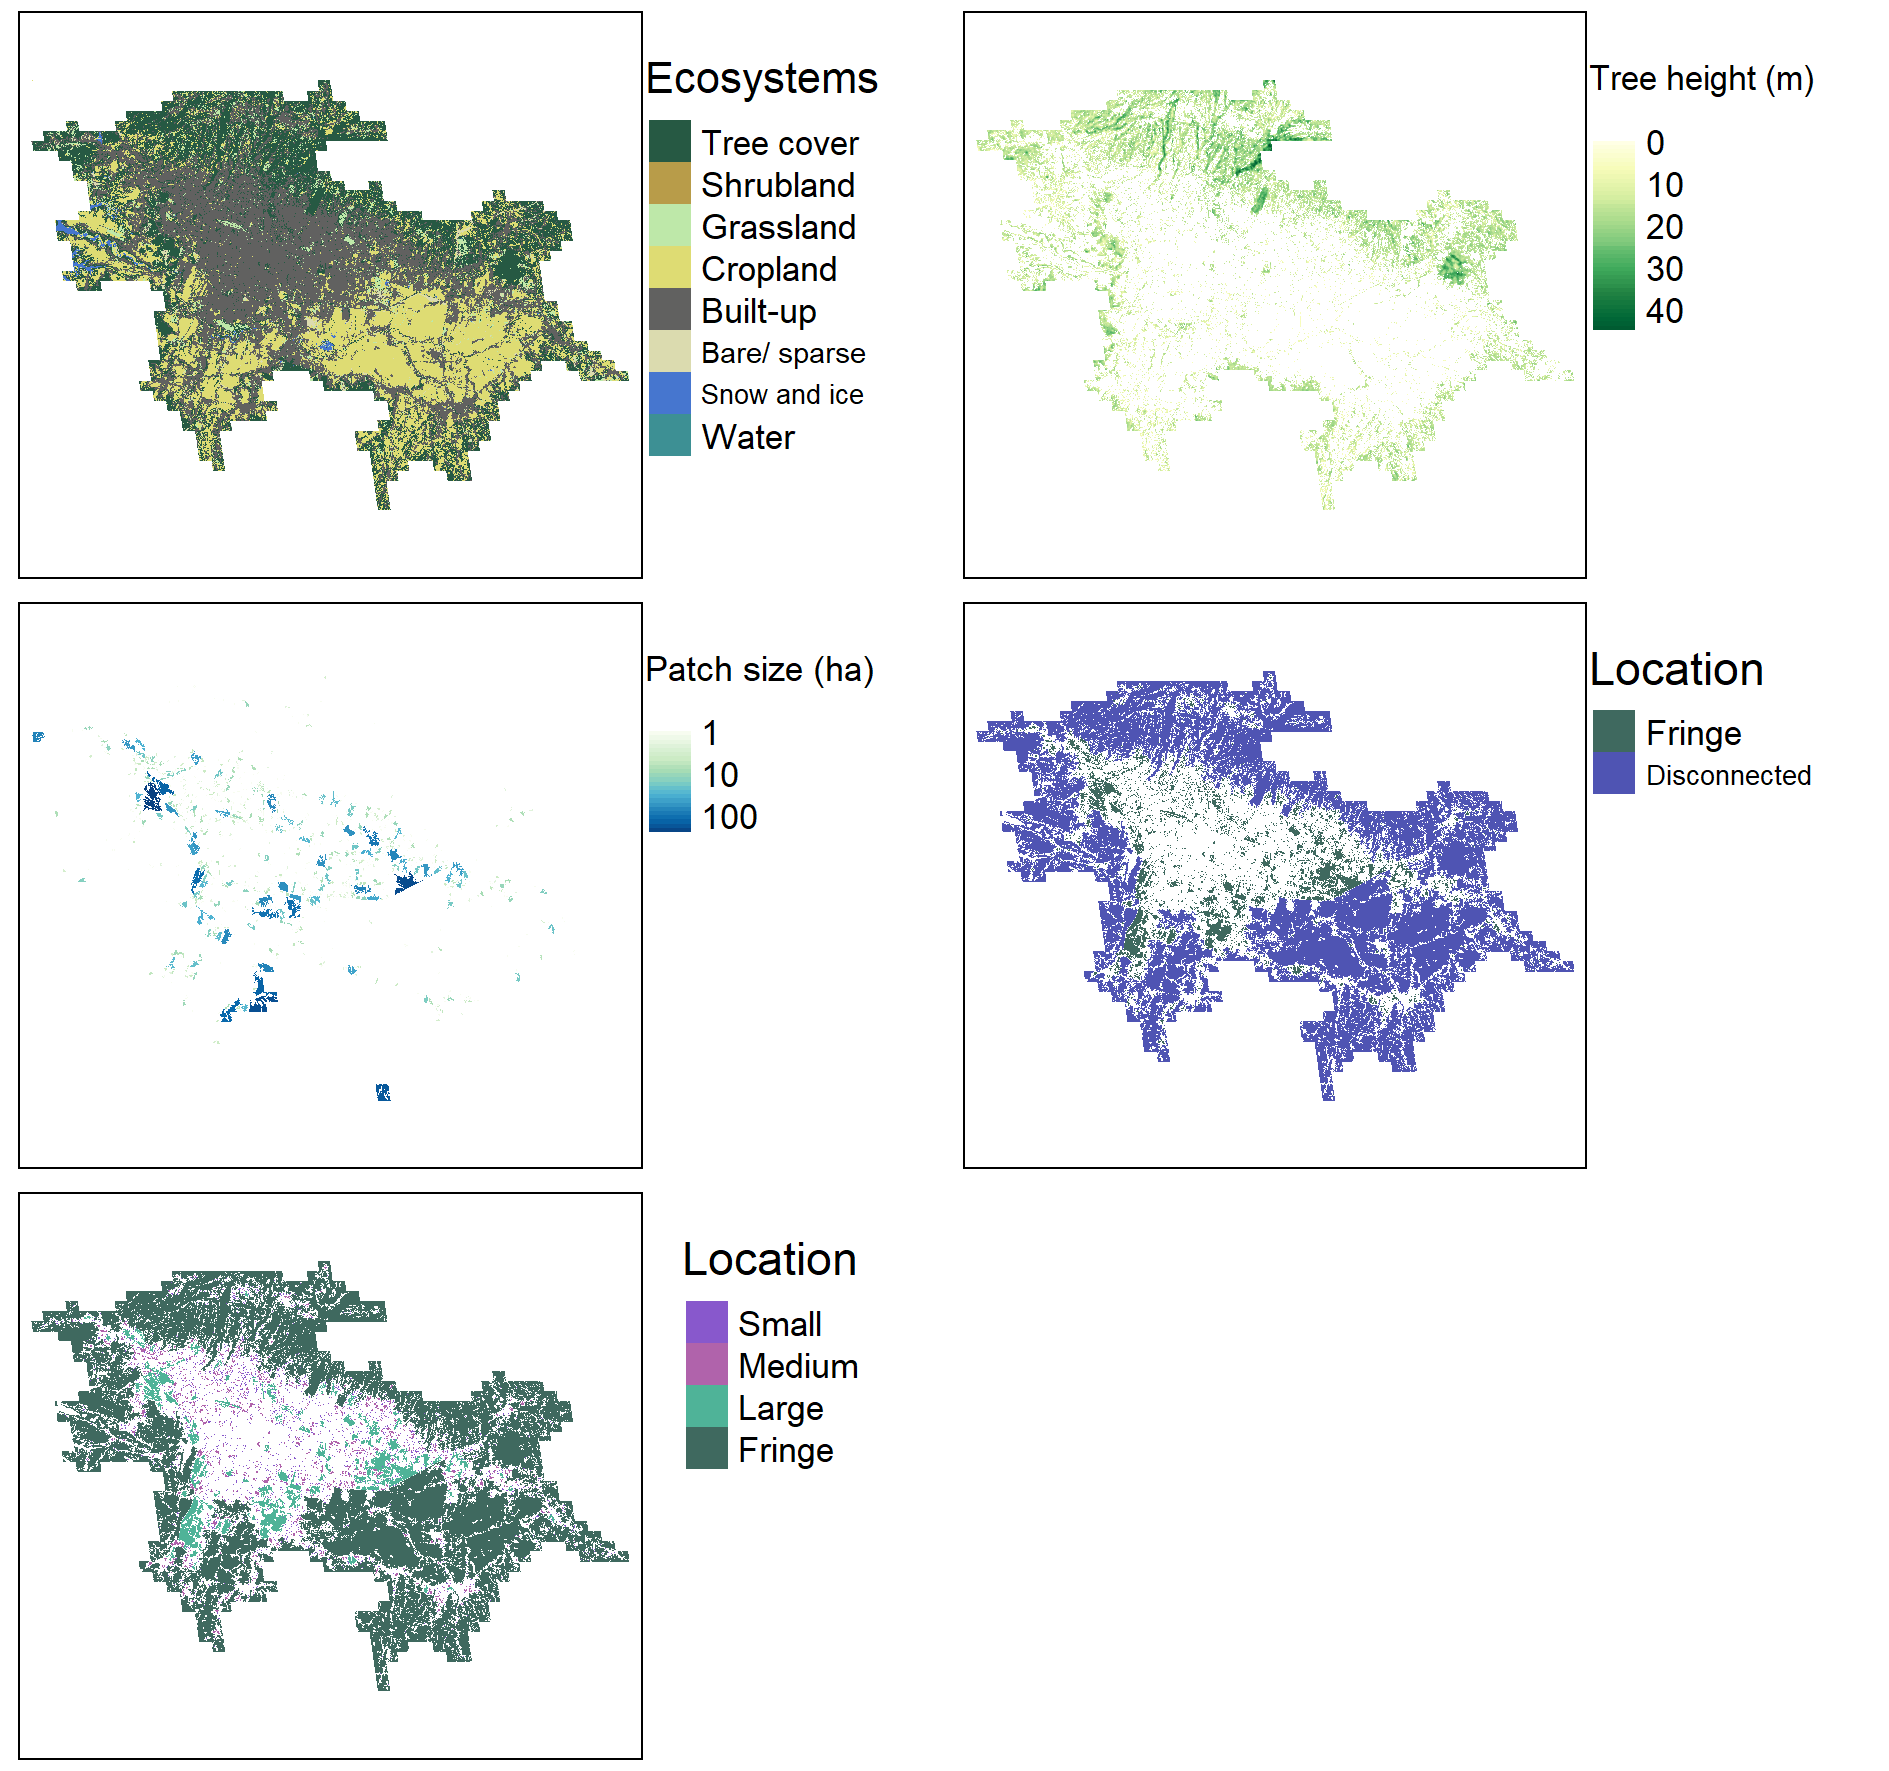 Ecosystems
Tree cover
Shrubland
Grassland
Cropland
Built-up
Bare/ sparse
Snow and ice
Water
Tree height (m)
0
10
20
30
40
Patch size (ha)
1
10
100
Location
Fringe
Disconnected
Location
Small
Medium
Large
Fringe